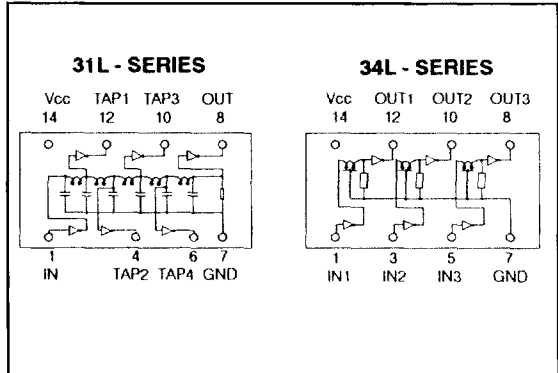 31L - SERIES
Vcc TAP1 TAP3 OUT
14 12 10 8
1 4 6 7
IN TAP2 TAP4 GND
34L - SERIES
Vcc OUT1 OUT2 OUT3
14 12 10 8
1 3 5 7
IN1 IN2 IN3 GND